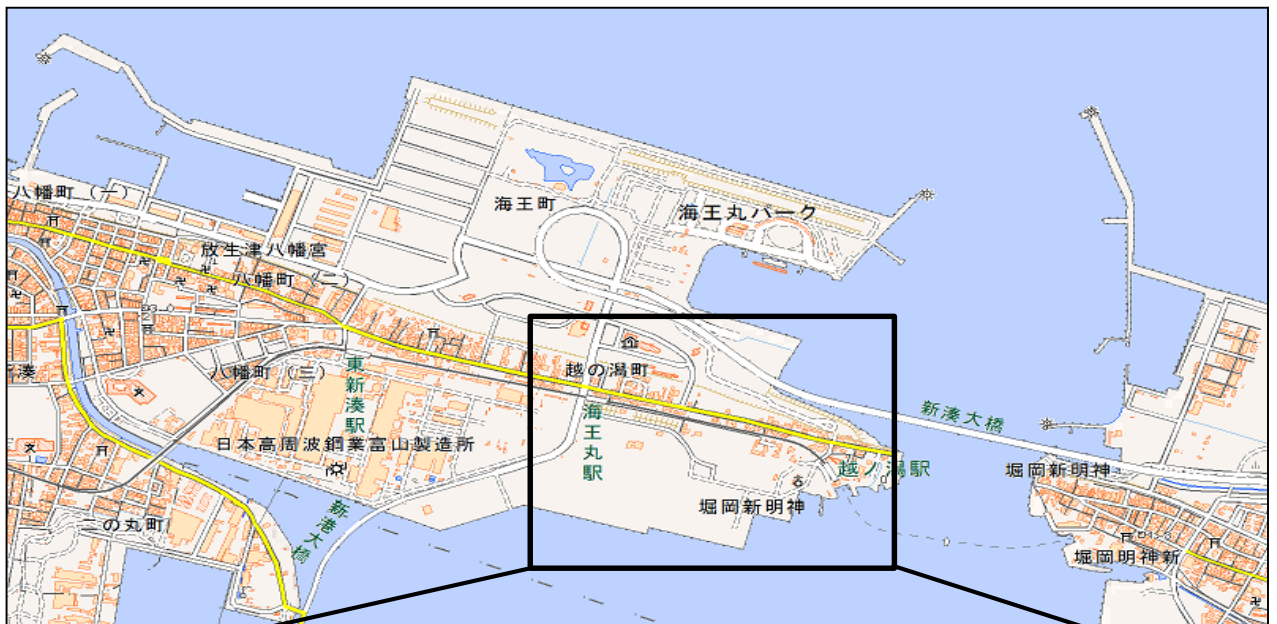 八幡町（一）
海王町
海王丸パーク
放生津八幡宮
八幡町（二）
新湊
八幡町（三）
東新湊駅
越の潟町
海王丸駅
新湊大橋
日本高周波鋼業富山製造所
越ノ潟駅
堀岡新明神
堀岡新明神
新港大橋
二の丸町
堀岡明神新